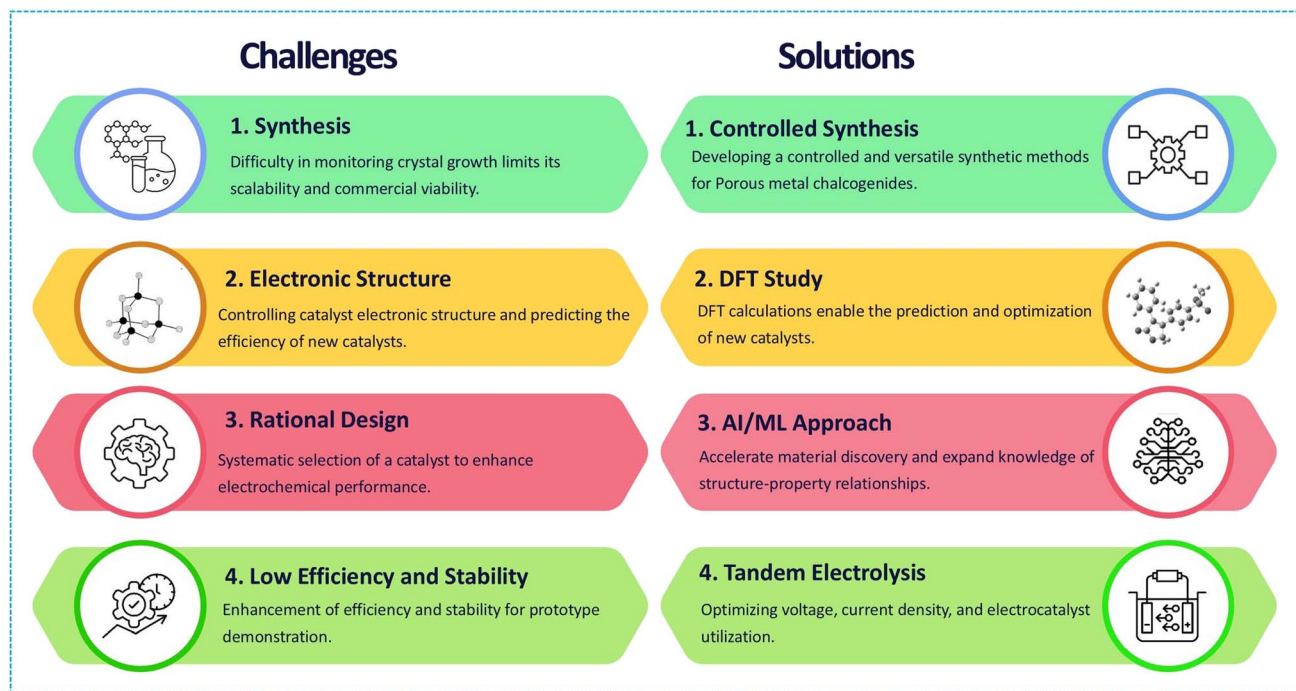 Challenges
Solutions
1. Synthesis
Difficulty in monitoring crystal growth limits its
scalability and commercial viability.
1. Controlled Synthesis
Developing a controlled and versatile synthetic methods
for Porous metal chalcogenides.
2. Electronic Structure
Controlling catalyst electronic structure and predicting the
efficiency of new catalysts.
2. DFT Study
DFT calculations enable the prediction and optimization
of new catalysts.
3. Rational Design
Systematic selection of a catalyst to enhance
electrochemical performance.
3. AI/ML Approach
Accelerate material discovery and expand knowledge of
structure-property relationships.
4. Low Efficiency and Stability
Enhancement of efficiency and stability for prototype
demonstration.
4. Tandem Electrolysis
Optimizing voltage, current density, and electrocatalyst
utilization.